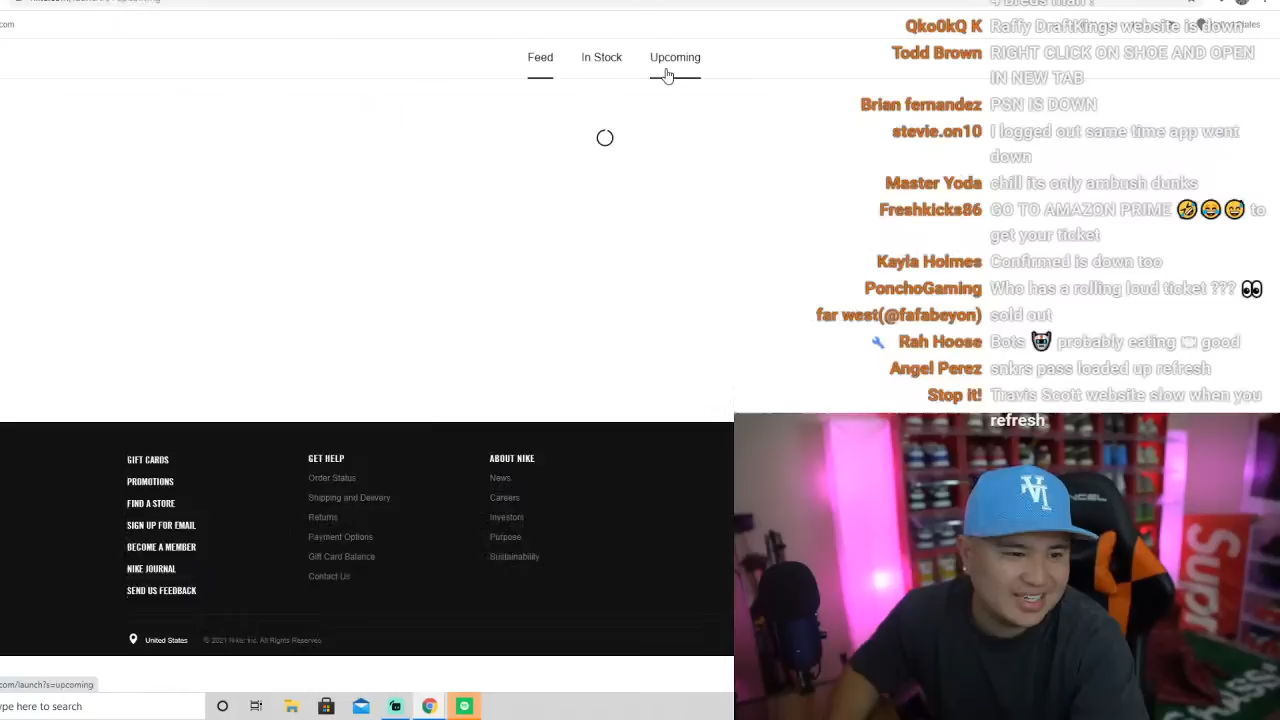 com
Feed
In Stock
Upcoming
Qko0kQ K Raffy DraftKings website is down
Todd Brown RIGHT CLICK ON SHOE AND OPEN
IN NEW TAB
Brian fernandez PSN IS DOWN
stevie.on10 I logged out same time app went
down
Master Yoda chill its only ambush dunks
Freshkicks86 GO TO AMAZON PRIME 🤣😂😅 to
get your ticket
Kayla Holmes Confirmed is down too
PonchoGaming Who has a rolling loud ticket ??? 👀
far west(@fafabeyon) sold out
Rah Hoose Bots probably eating good
Angel Perez snkrs pass loaded up refresh
Stop it! Travis Scott website slow when you
refresh
GIFT CARDS
PROMOTIONS
FIND A STORE
SIGN UP FOR EMAIL
BECOME A MEMBER
NIKE JOURNAL
SEND US FEEDBACK
GET HELP
Order Status
Shipping and Delivery
Returns
Payment Options
Gift Card Balance
Contact Us
ABOUT NIKE
News
Careers
Investors
Purpose
Sustainability
United States
© 2021 Nike, Inc. All Rights Reserved
com/launch?s=upcoming
ype here to search